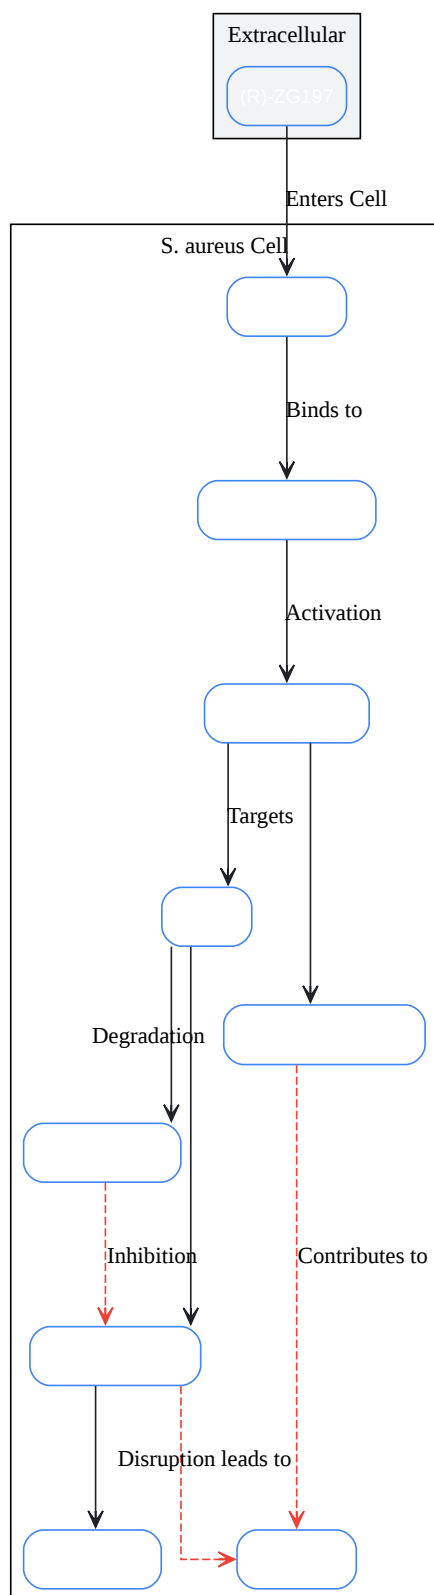 Extracellular
(R)-ZG197
Enters Cell
S. aureus Cell
Binds to
Activation
Targets
Degradation
Inhibition
Contributes to
Disruption leads to